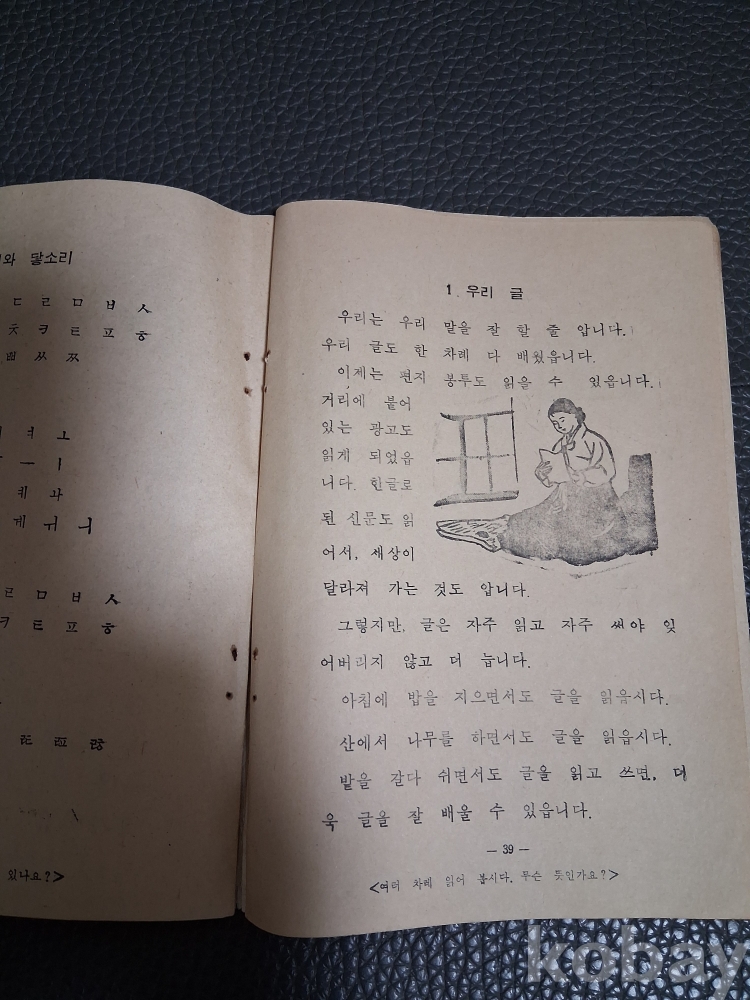 와 닿소리
ㄷ ㄹ ㅁ ㅂ ㅅ
ㅊ ㅋ ㅌ ㅍ ㅎ
ㅃ ㅆ ㅉ
ㅕ ㅗ
ㅡ ㅣ
ㅖ ㅘ
ㅞ ㅟ ㅢ
ㄹ ㅁ ㅂ ㅅ
ㅋ ㅌ ㅍ ㅎ
있나요?>
1. 우리 글
우리는 우리 말을 잘 할 줄 압니다.
우리 글도 한 차례 다 배웠읍니다.
이제는 편지 봉투도 읽을 수 있읍니다.
거리에 붙어
있는 광고도
읽게 되었읍
니다. 한글로
된 신문도 읽
어서, 세상이
달라져 가는 것도 압니다.
그렇지만, 글은 자주 읽고 자주 써야 잊
어버리지 않고 더 늡니다.
아침에 밥을 지으면서도 글을 읽읍시다.
산에서 나무를 하면서도 글을 읽읍시다.
밭을 갈다 쉬면서도 글을 읽고 쓰면, 더
욱 글을 잘 배울 수 있읍니다.
— 39 —
<여러 차례 읽어 봅시다. 무슨 뜻인가요?>
kobay